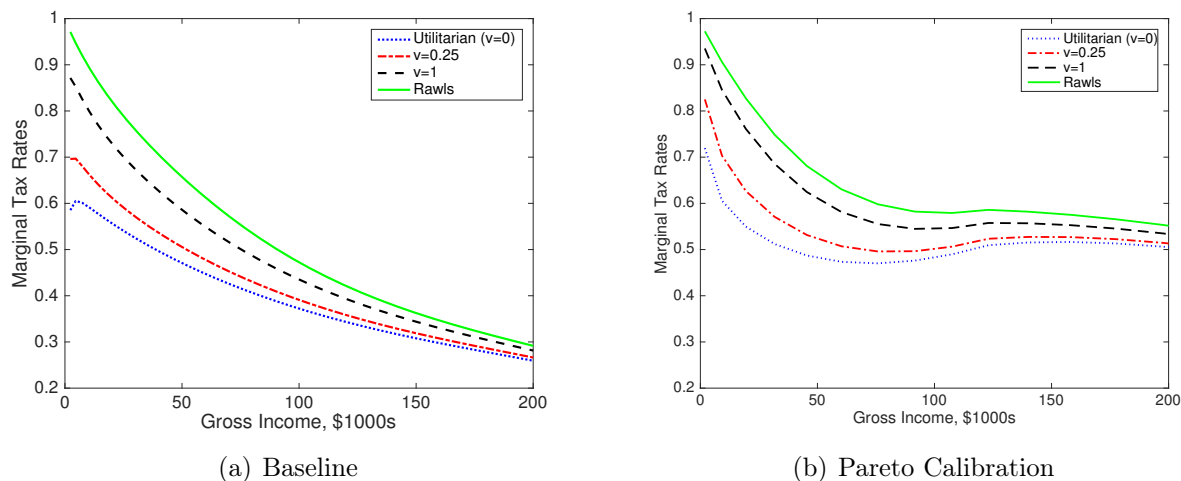 1
0.9
0.8
0.7
0.6
0.5
0.4
0.3
0.2
Marginal Tax Rates
0 50 100 150 200
Gross Income, $1000s
Utilitarian (v=0)
v=0.25
v=1
Rawls
(a) Baseline
1
0.9
0.8
0.7
0.6
0.5
0.4
0.3
0.2
Marginal Tax Rates
0 50 100 150 200
Gross Income, $1000s
Utilitarian (v=0)
v=0.25
v=1
Rawls
(b) Pareto Calibration